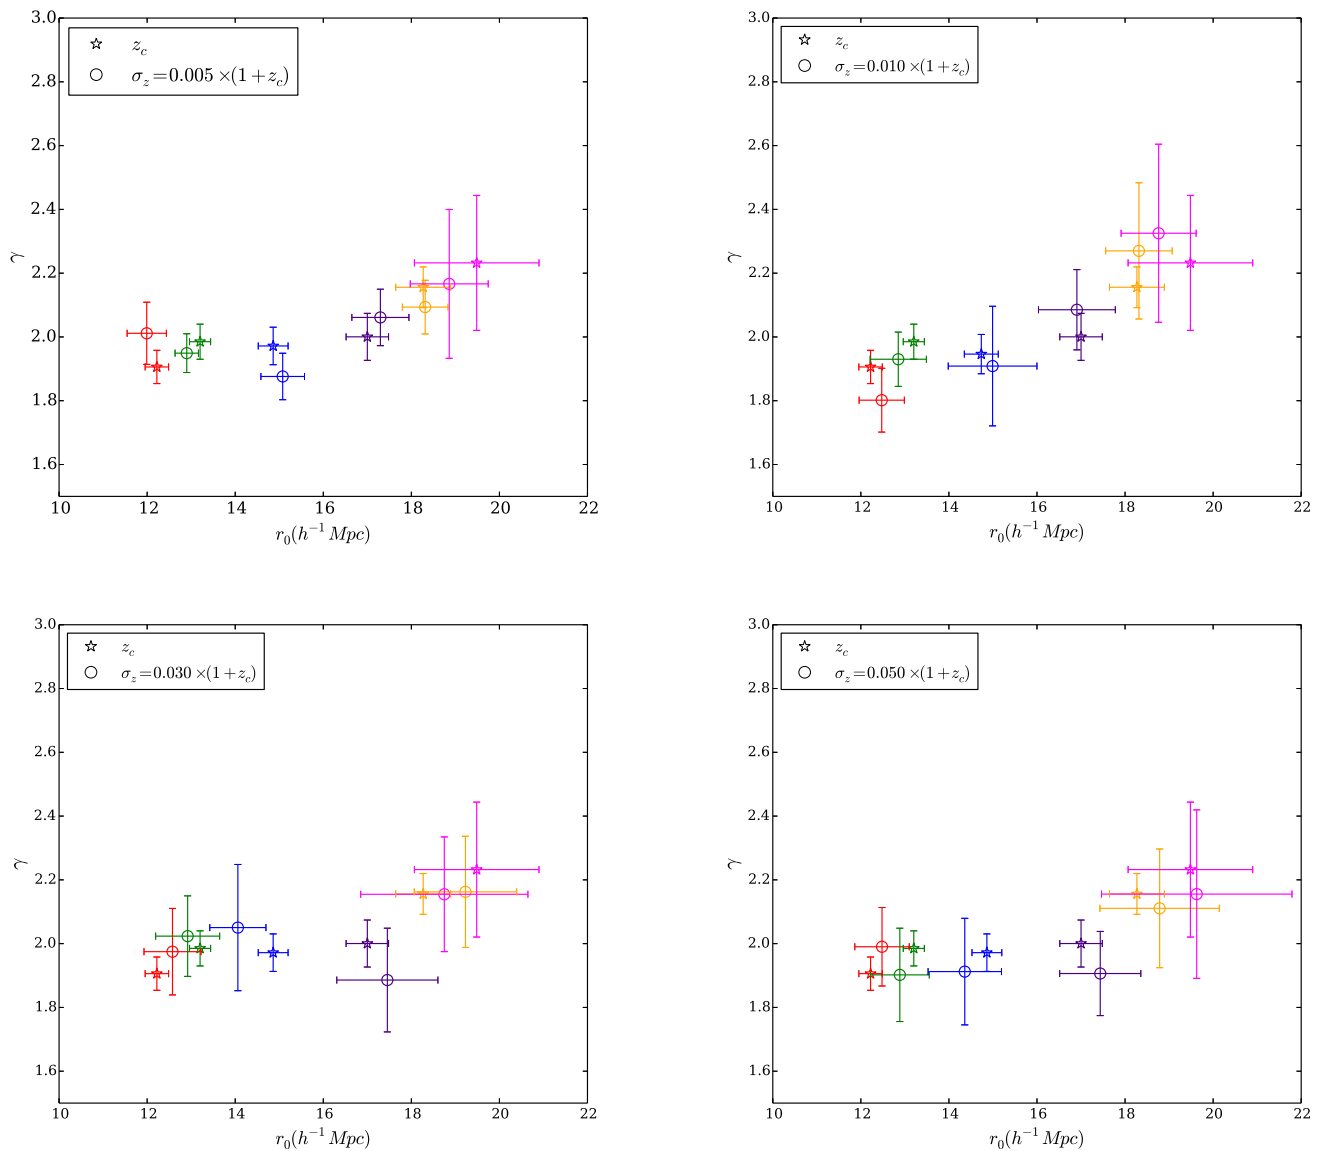 3.0
2.8
2.6
2.4
2.2
2.0
1.8
1.6
γ
z_c
σ_z=0.005×(1+z_c)
10 12 14 16 18 20 22
r_0(h^{-1} Mpc)
3.0
2.8
2.6
2.4
2.2
2.0
1.8
1.6
γ
z_c
σ_z=0.010×(1+z_c)
10 12 14 16 18 20 22
r_0(h^{-1} Mpc)
3.0
2.8
2.6
2.4
2.2
2.0
1.8
1.6
γ
z_c
σ_z=0.030×(1+z_c)
10 12 14 16 18 20 22
r_0(h^{-1} Mpc)
3.0
2.8
2.6
2.4
2.2
2.0
1.8
1.6
γ
z_c
σ_z=0.050×(1+z_c)
10 12 14 16 18 20 22
r_0(h^{-1} Mpc)